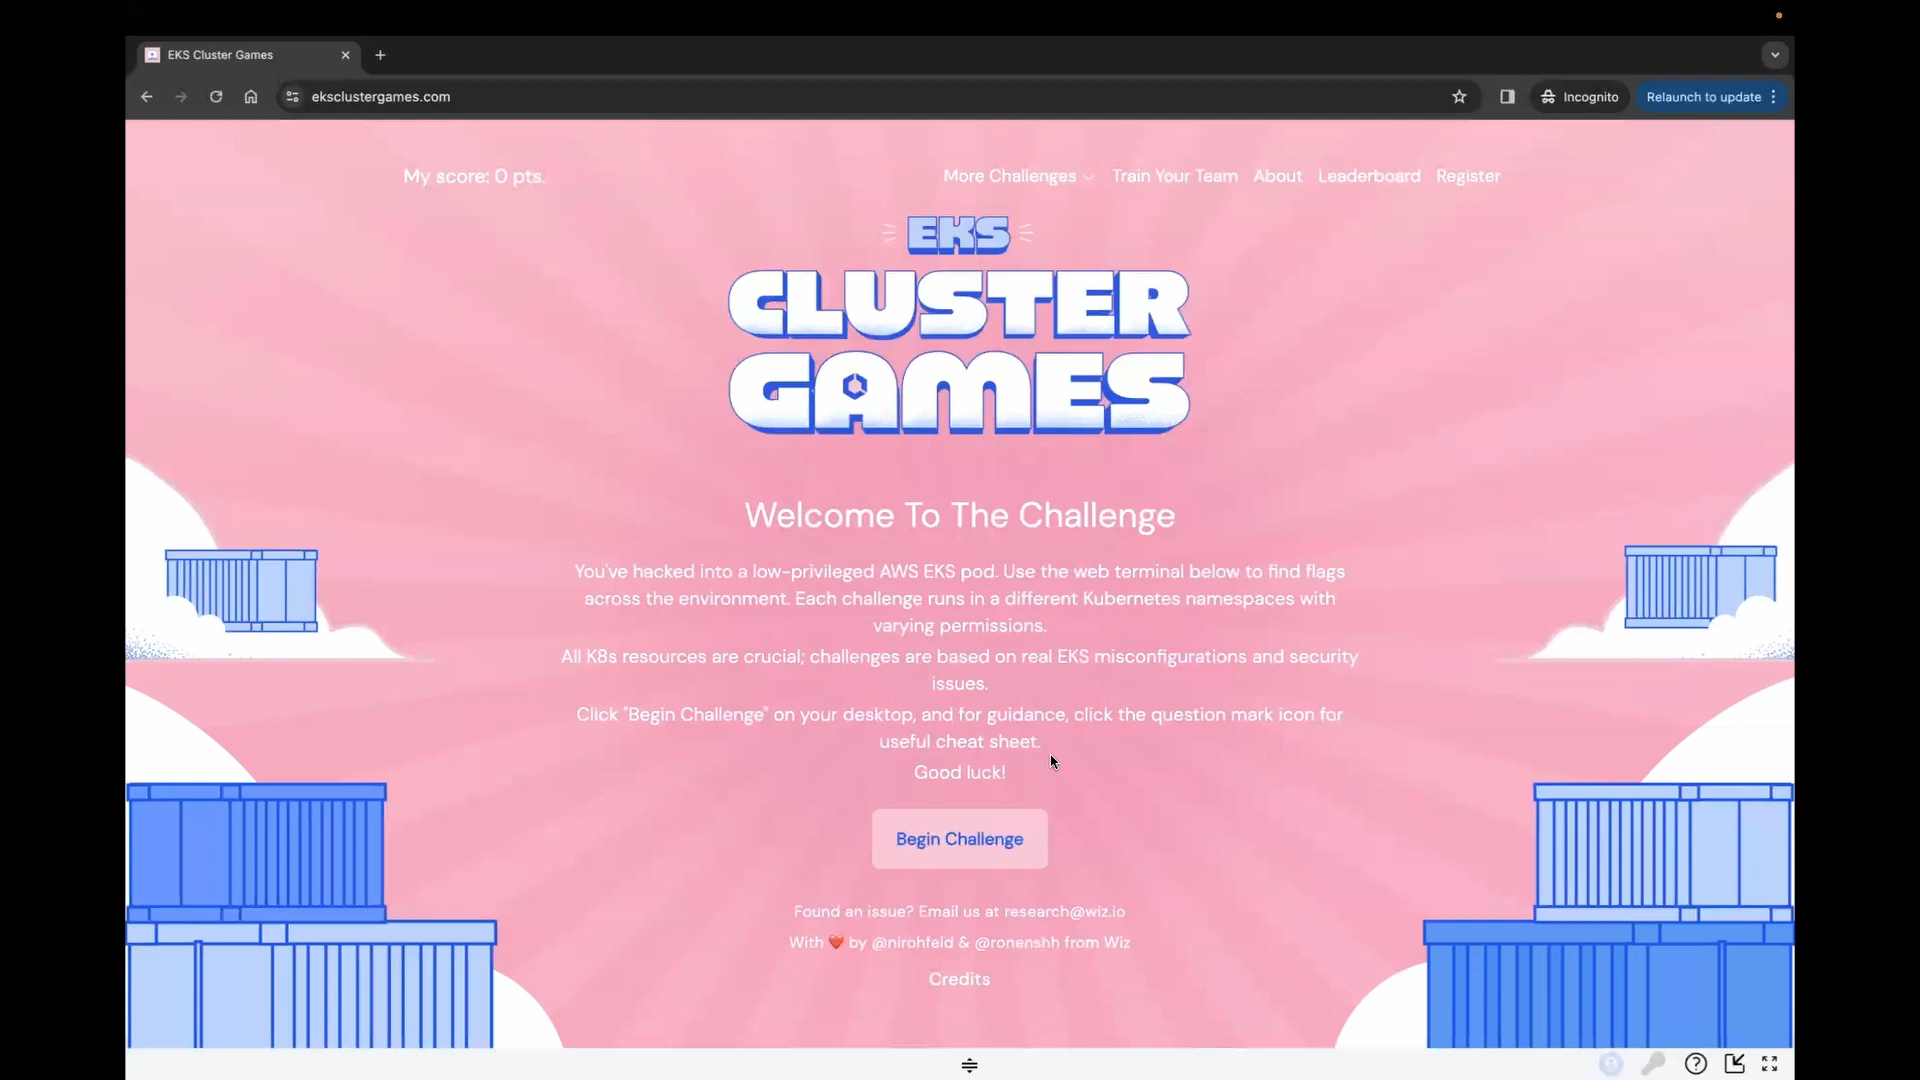 EKS Cluster Games
eksclustergames.com
Incognito
Relaunch to update
My score: 0 pts.
More Challenges
Train Your Team
About
Leaderboard
Register
EKS
CLUSTER
GAMES
Welcome To The Challenge
You've hacked into a low-privileged AWS EKS pod. Use the web terminal below to find flags
across the environment. Each challenge runs in a different Kubernetes namespaces with
varying permissions.
All K8s resources are crucial; challenges are based on real EKS misconfigurations and security
issues.
Click "Begin Challenge" on your desktop, and for guidance, click the question mark icon for
useful cheat sheet.
Good luck!
Begin Challenge
Found an issue? Email us at research@wiz.io
With ❤️ by @nirohfeld & @ronenshh from Wiz
Credits